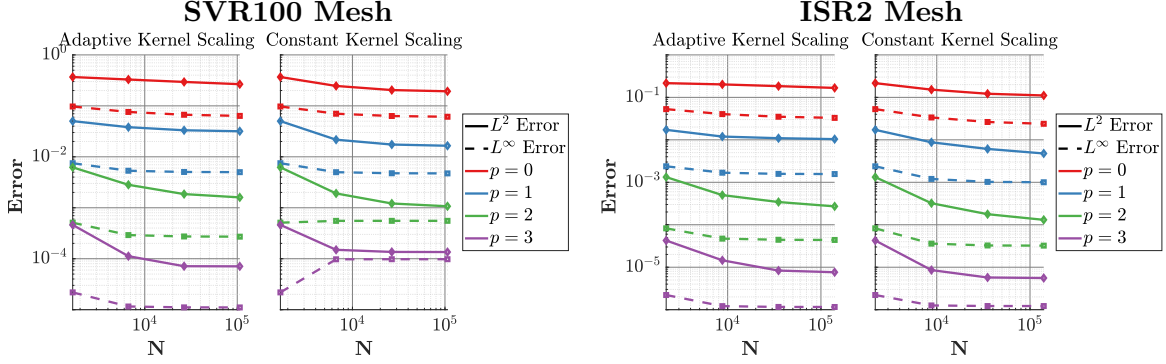 SVR100 Mesh
Adaptive Kernel Scaling
Constant Kernel Scaling
10^0
10^-2
10^-4
Error
10^4
10^5
N
10^4
10^5
N
L^2 Error
L^∞ Error
p = 0
p = 1
p = 2
p = 3
ISR2 Mesh
Adaptive Kernel Scaling
Constant Kernel Scaling
10^-1
10^-3
10^-5
Error
10^4
10^5
N
10^4
10^5
N
L^2 Error
L^∞ Error
p = 0
p = 1
p = 2
p = 3